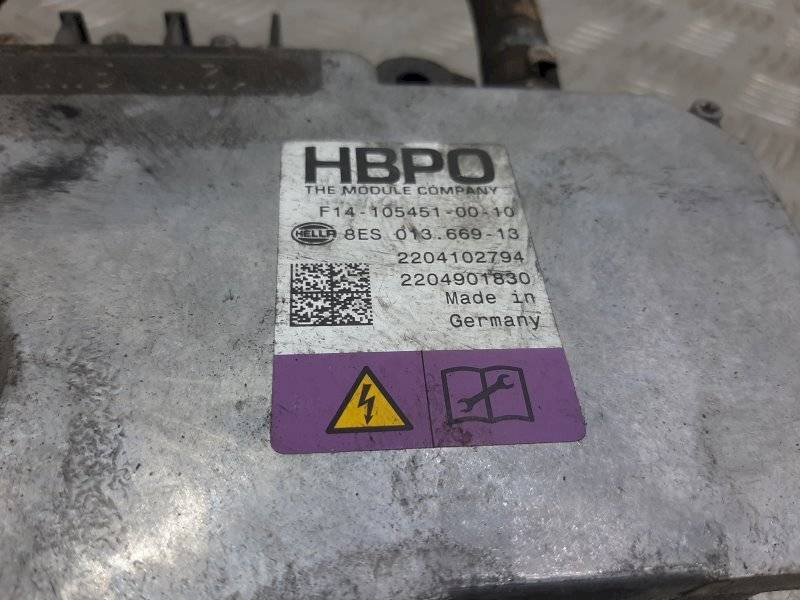 HBPO
THE MODULE COMPANY
F14-105451-00-10
HELLA 8ES 013.669-13
2204102794
2204901830
Made in
Germany